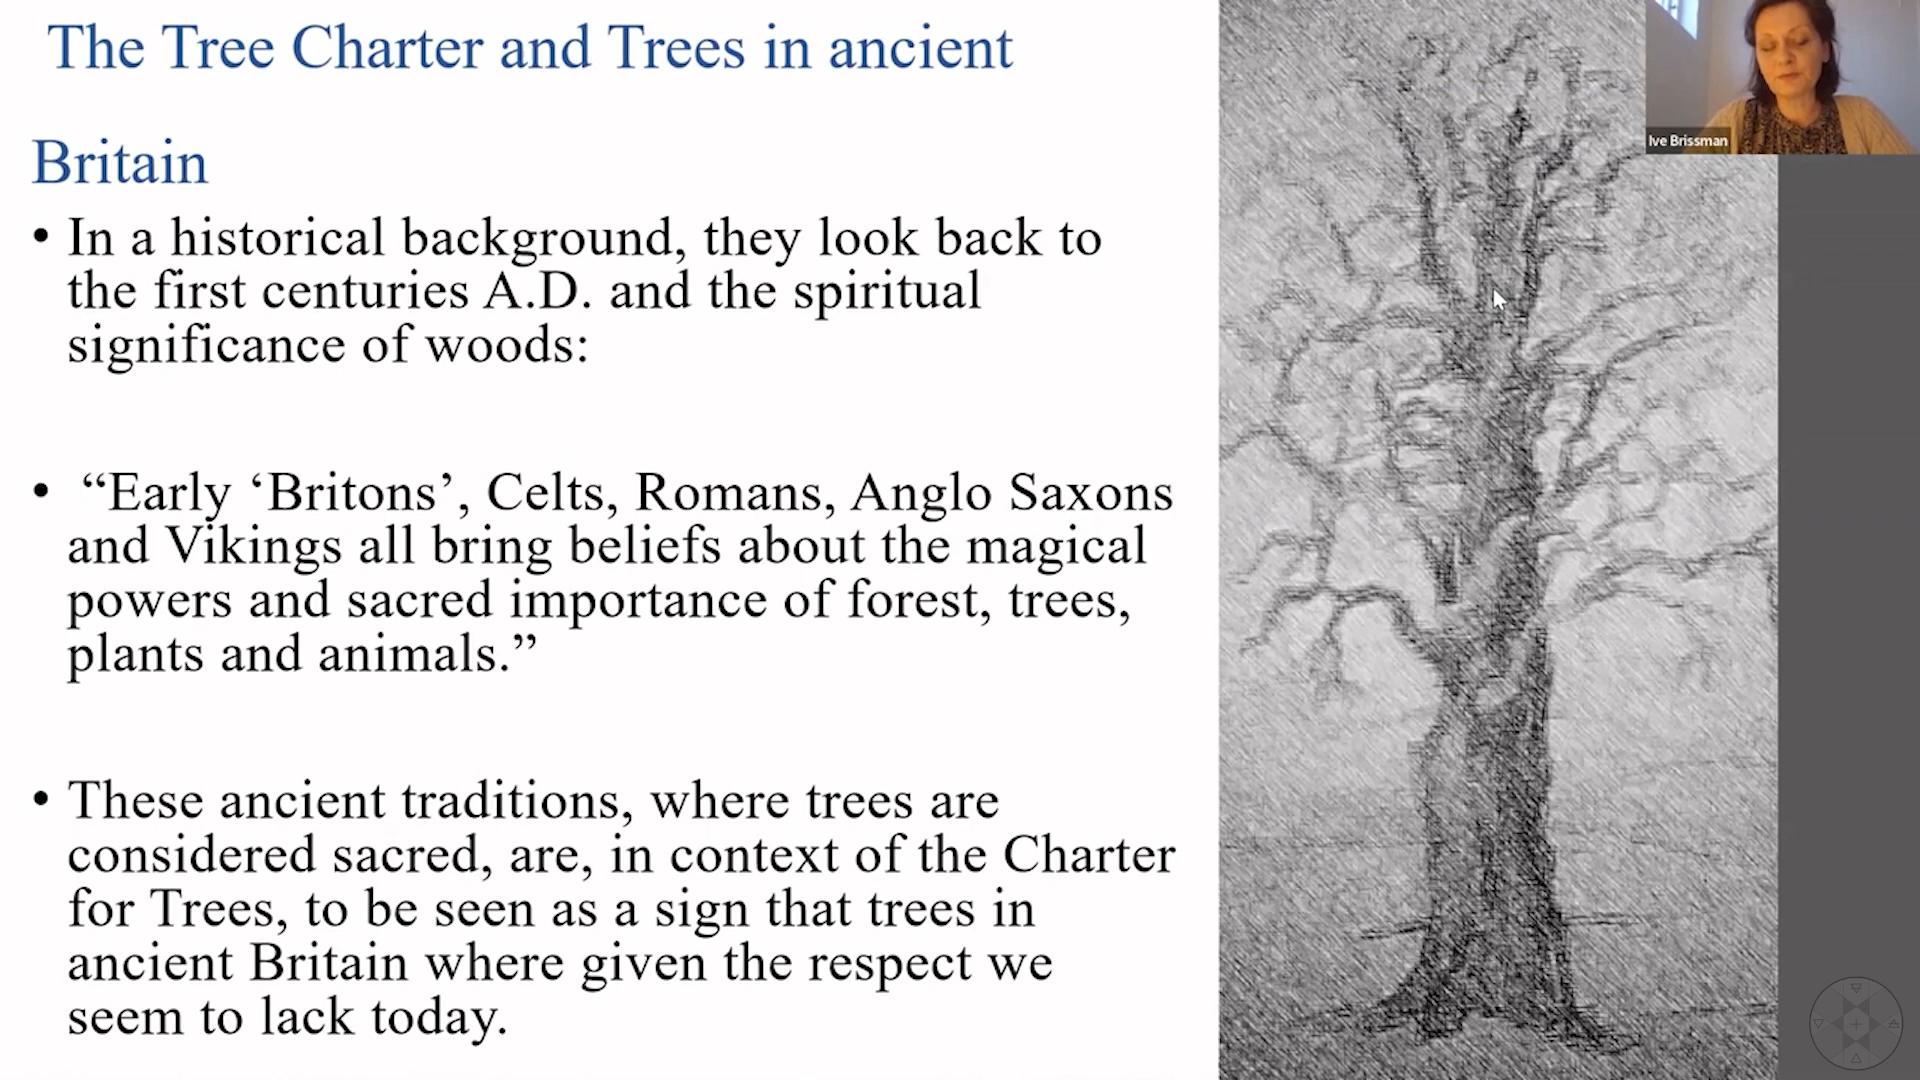 The Tree Charter and Trees in ancient
Britain
• In a historical background, they look back to
the first centuries A.D. and the spiritual
significance of woods:
• “Early ‘Britons’, Celts, Romans, Anglo Saxons
and Vikings all bring beliefs about the magical
powers and sacred importance of forest, trees,
plants and animals.”
• These ancient traditions, where trees are
considered sacred, are, in context of the Charter
for Trees, to be seen as a sign that trees in
ancient Britain where given the respect we
seem to lack today.
Ive Brissman